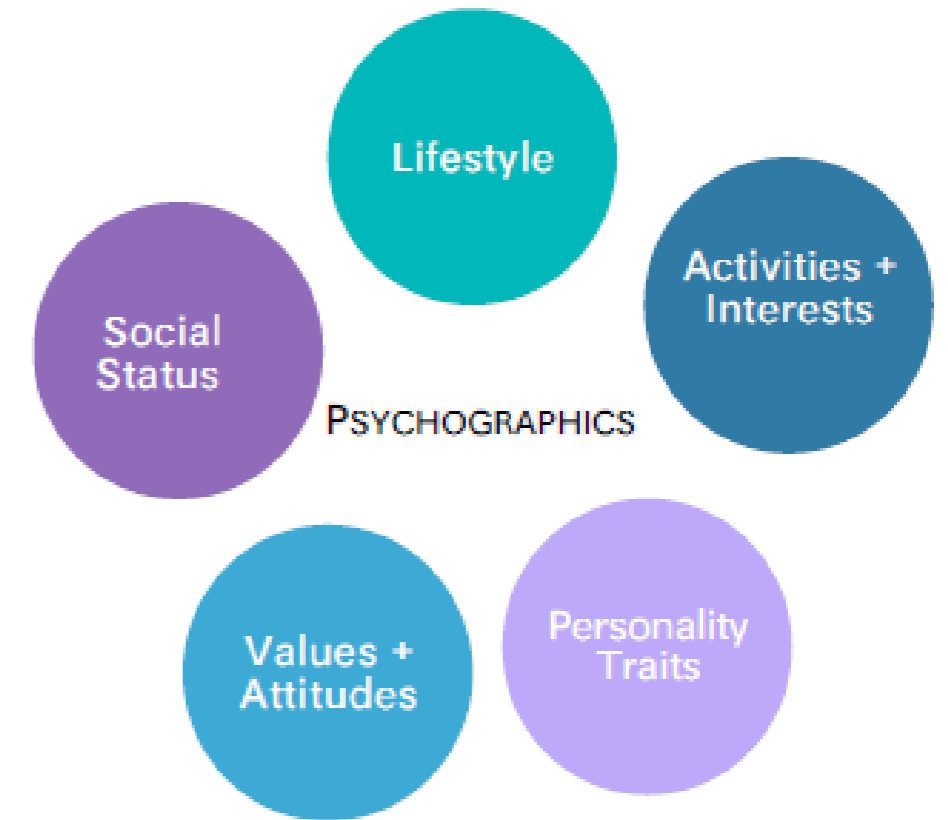 Lifestyle
Activities +
Interests
Social
Status
PSYCHOGRAPHICS
Personality
Traits
Values +
Attitudes